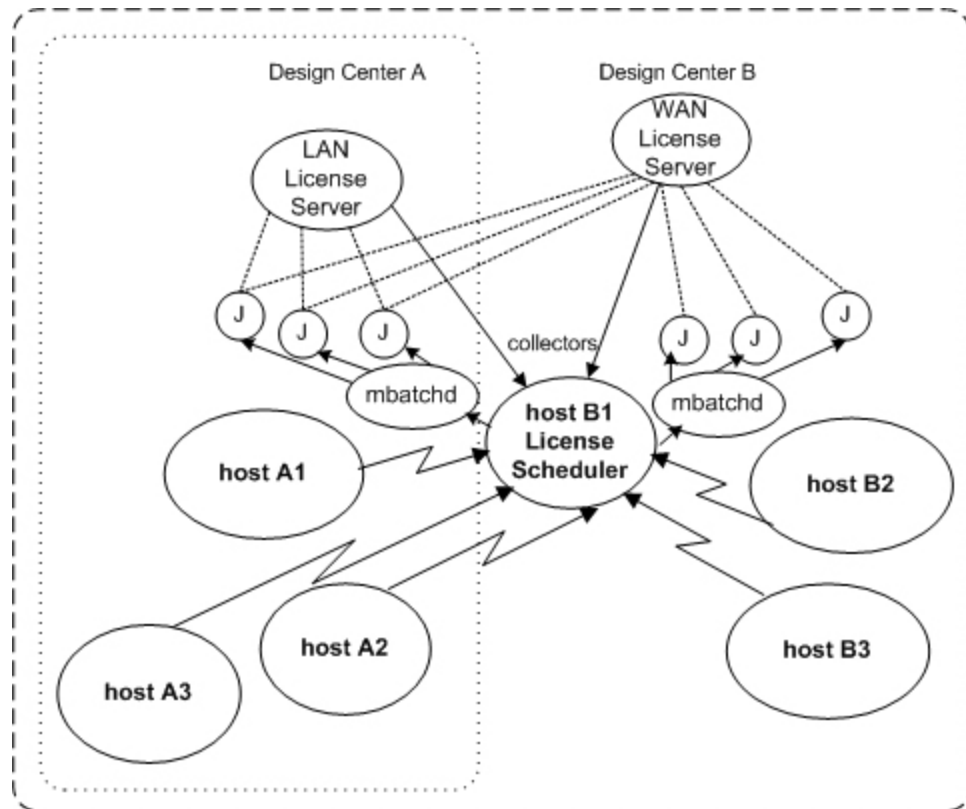 Design Center A
Design Center B
LAN
License
Server
WAN
License
Server
J
J
J
J
J
J
collectors
mbatchd
mbatchd
host B1
License
Scheduler
host A1
host B2
host A2
host B3
host A3